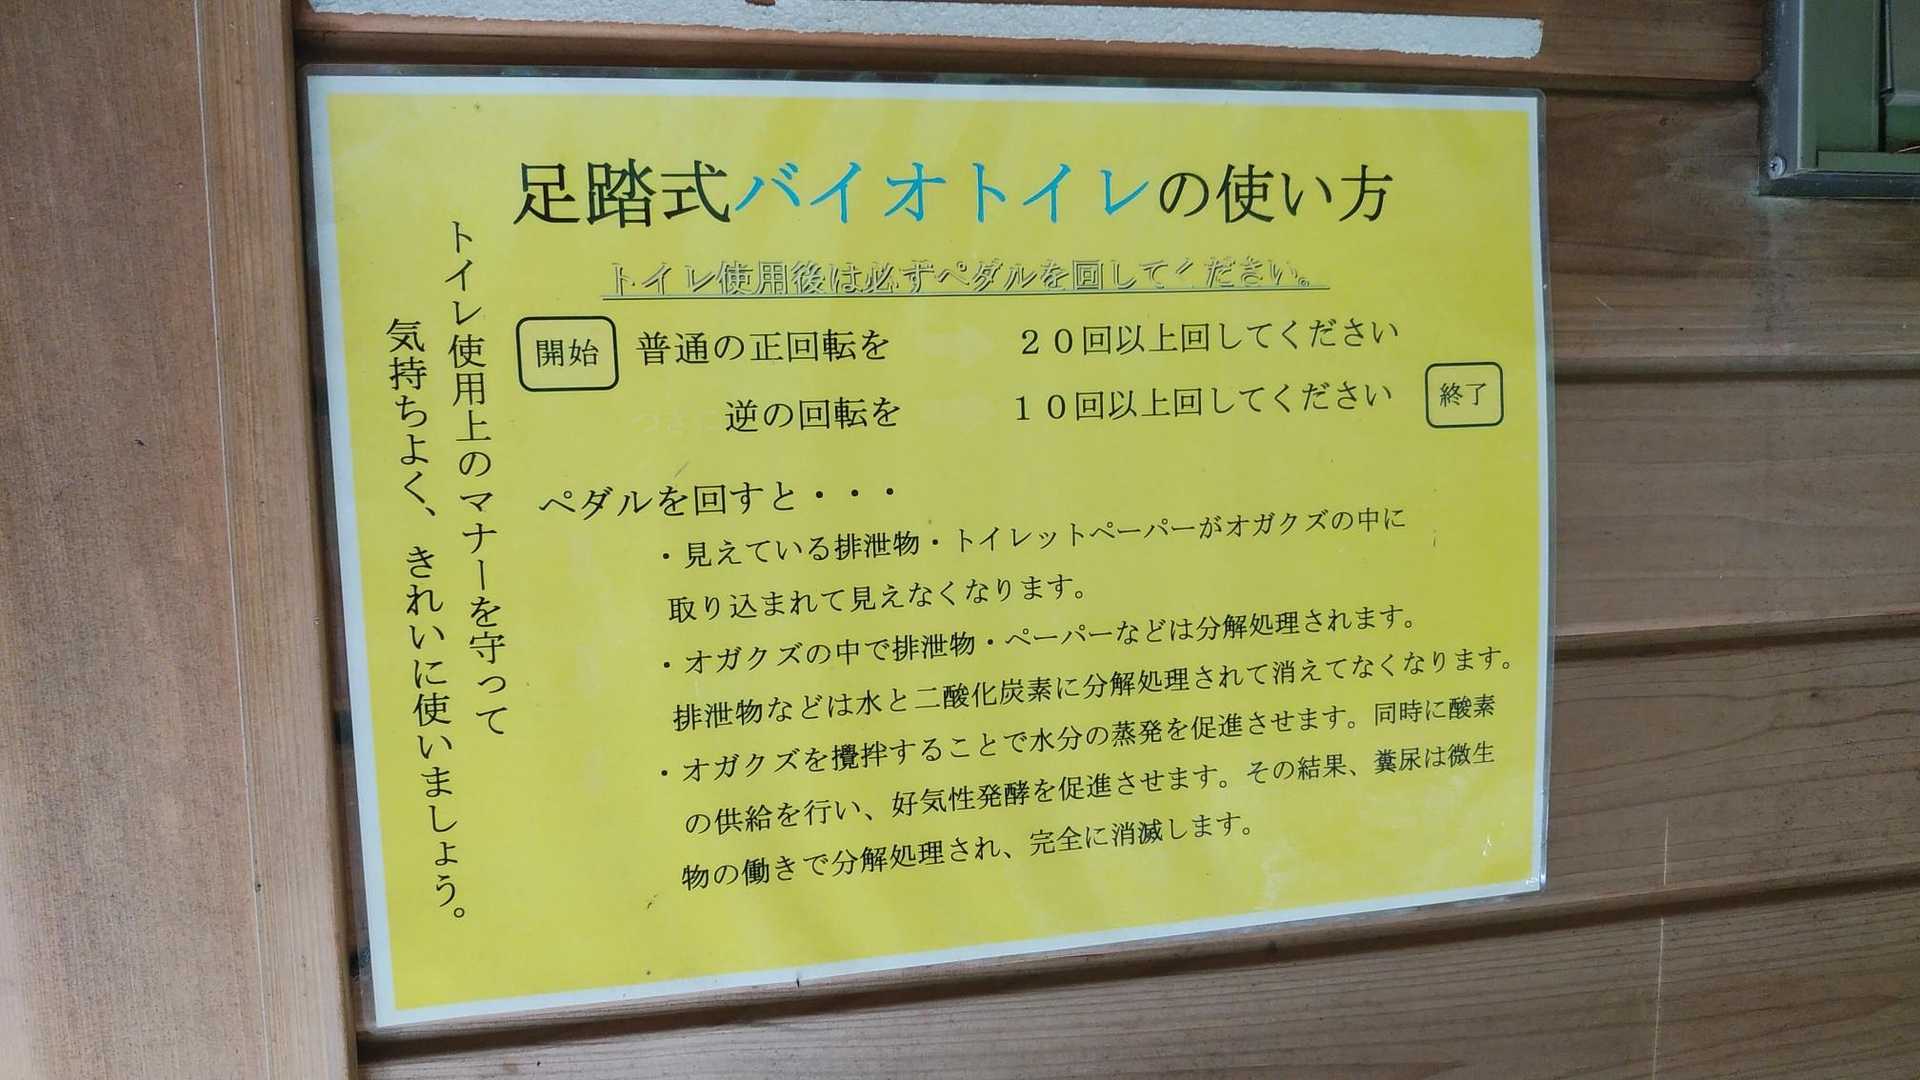 足踏式バイオトイレの使い方
トイレ使用後は必ずペダルを回してください。
開始 普通の正回転を ２０回以上回してください
つぎに 逆の回転を １０回以上回してください 終了
ペダルを回すと・・・
・見えている排泄物・トイレットペーパーがオガクズの中に
取り込まれて見えなくなります。
・オガクズの中で排泄物・ペーパーなどは分解処理されます。
排泄物などは水と二酸化炭素に分解処理されて消えてなくなります。
・オガクズを攪拌することで水分の蒸発を促進させます。同時に酸素
の供給を行い、好気性発酵を促進させます。その結果、糞尿は微生
物の働きで分解処理され、完全に消滅します。
トイレ使用上のマナーを守って
気持ちよく、きれいに使いましょう。